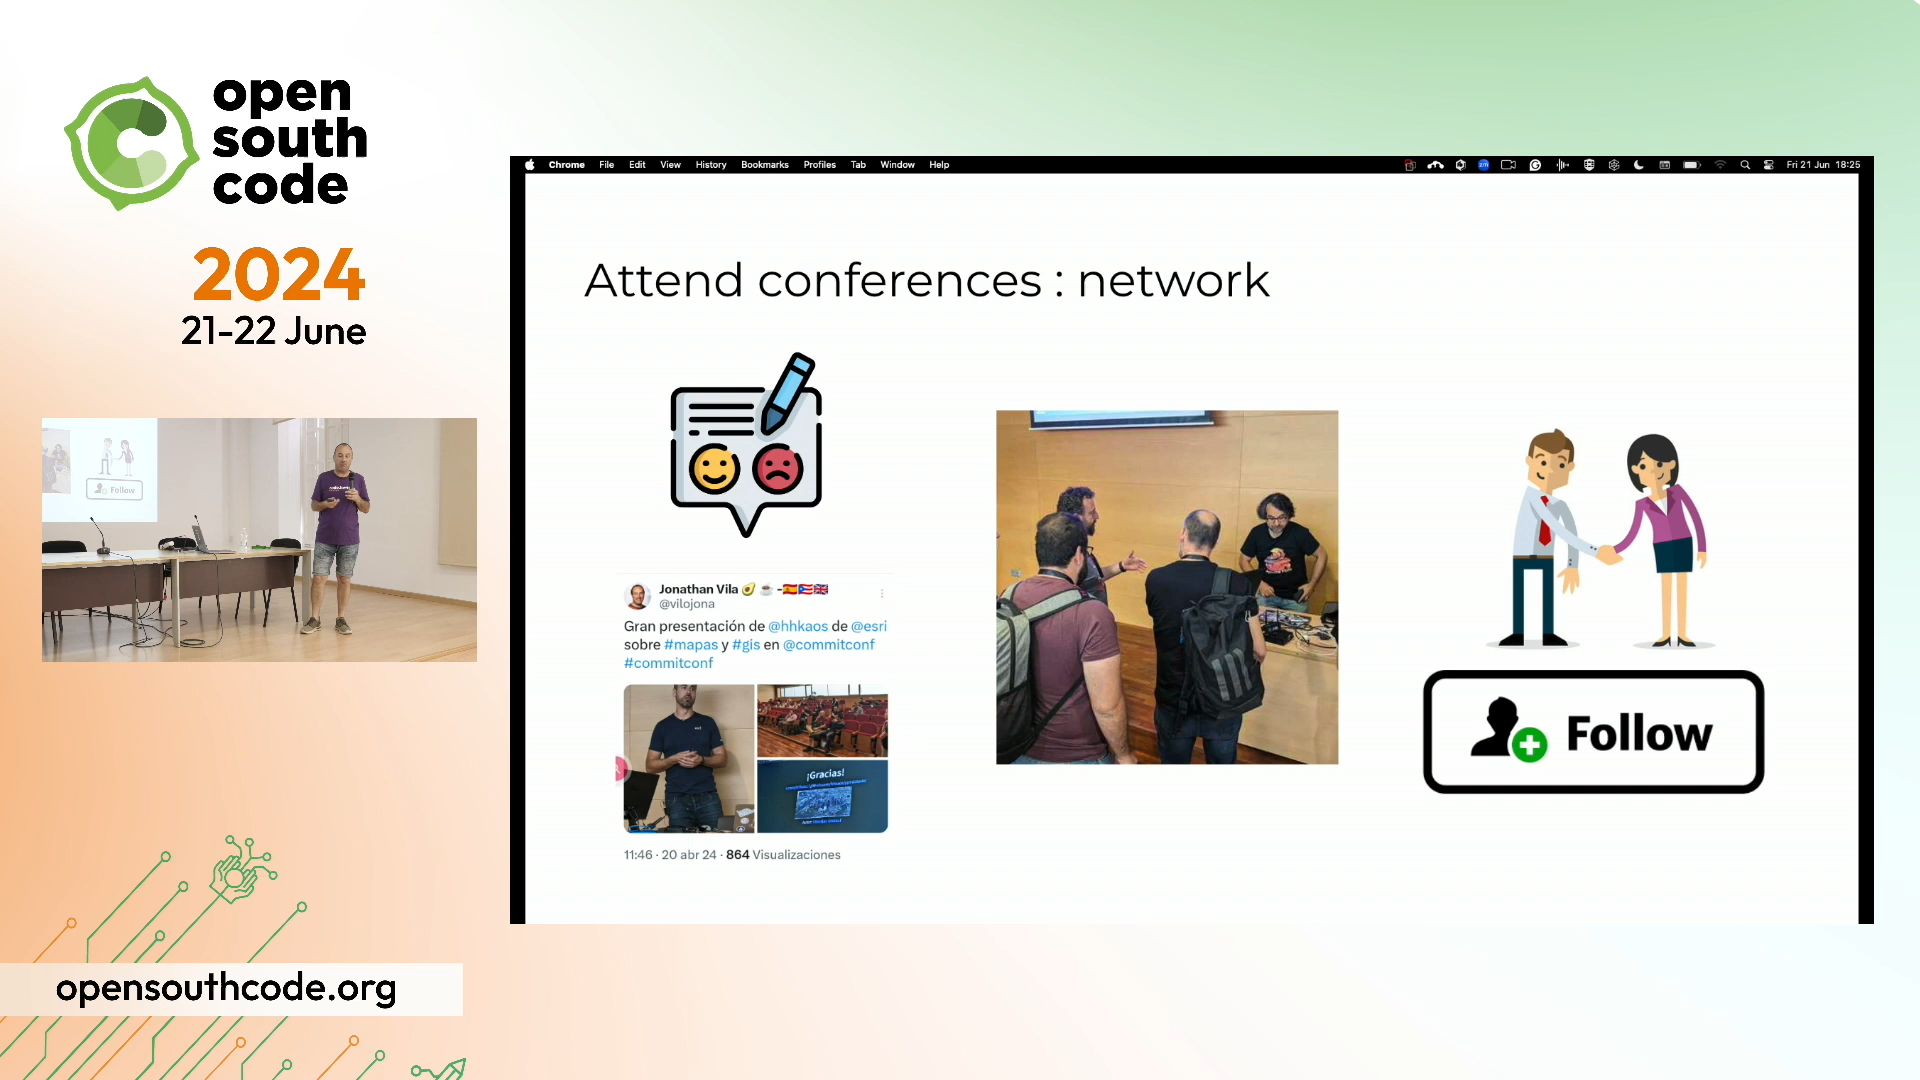 open
south
code
2024
21-22 June
Follow
opensouthcode.org
Chrome File Edit View History Bookmarks Profiles Tab Window Help
Fri 21 Jun 18:25
Attend conferences : network
Jonathan Vila
@vilojona
Gran presentación de @hhkaos de @esri
sobre #mapas y #gis en @commitconf
#commitconf
¡Gracias!
11:46 · 20 abr 24 · 864 Visualizaciones
Follow